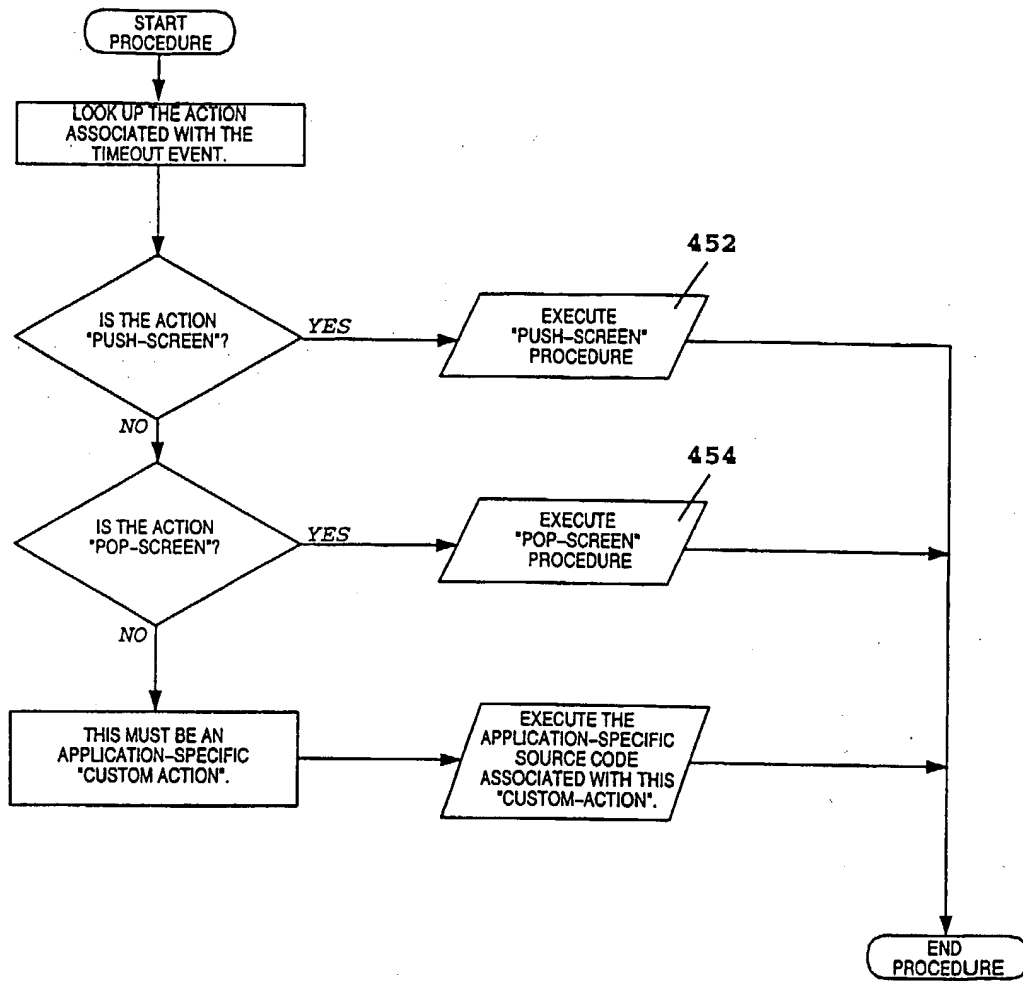 START
PROCEDURE
LOOK UP THE ACTION
ASSOCIATED WITH THE
TIMEOUT EVENT.
452
IS THE ACTION
"PUSH–SCREEN"?
YES
EXECUTE
"PUSH–SCREEN"
PROCEDURE
NO
454
IS THE ACTION
"POP–SCREEN"?
YES
EXECUTE
"POP–SCREEN"
PROCEDURE
NO
THIS MUST BE AN
APPLICATION–SPECIFIC
"CUSTOM ACTION".
EXECUTE THE
APPLICATION–SPECIFIC
SOURCE CODE
ASSOCIATED WITH THIS
"CUSTOM–ACTION".
END
PROCEDURE